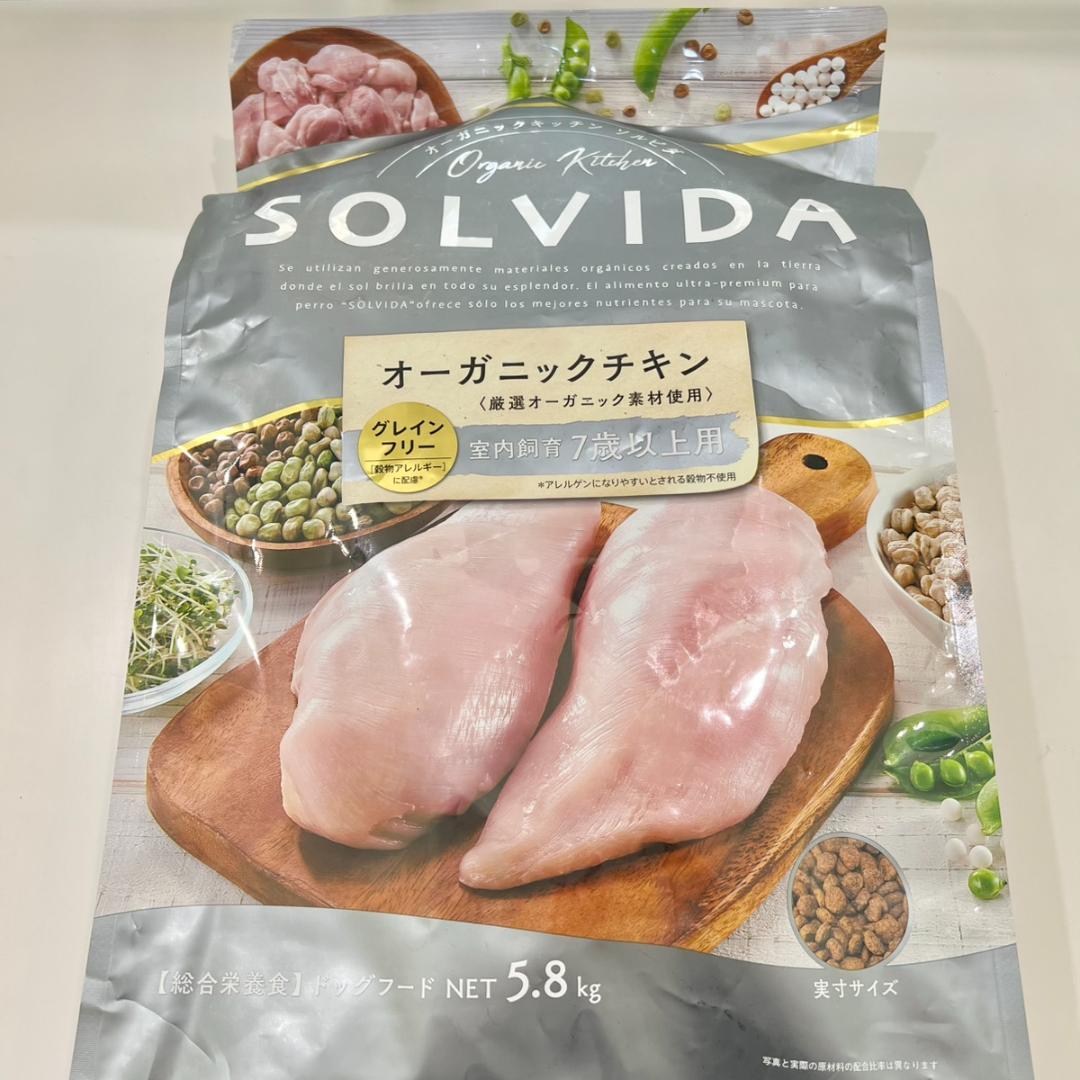 オーガニックキッチン ソルビダ
Organic Kitchen
SOLVIDA
Se utilizan generosamente materiales orgánicos creados en la tierra
donde el sol brilla en todo su esplendor. El alimento ultra-premium para
perro "SOLVIDA"ofrece sólo los mejores nutrientes para su mascota.
オーガニックチキン
〈厳選オーガニック素材使用〉
グレイン
フリー
[穀物アレルギー]
に配慮*
室内飼育 7歳以上用
*アレルゲンになりやすいとされる穀物不使用
【総合栄養食】ドッグフード NET 5.8 kg
実寸サイズ
写真と実際の原材料の配合比率は異なります